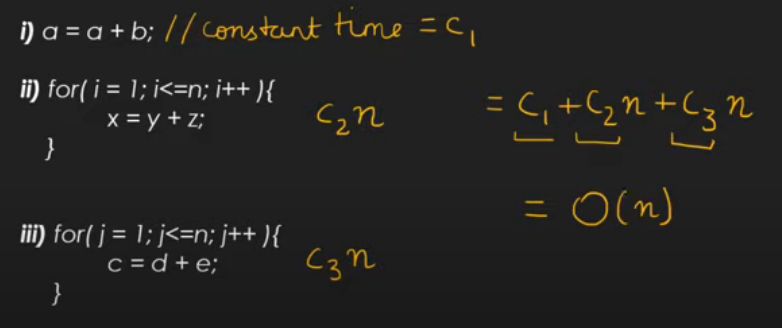 i) a = a + b; // constant time = C₁
ii) for( i = 1; i<=n; i++ ){
x = y + z;
}
C₂n
= C₁ + C₂n + C₃n
= O(n)
iii) for( j = 1; j<=n; j++ ){
c = d + e;
}
C₃n